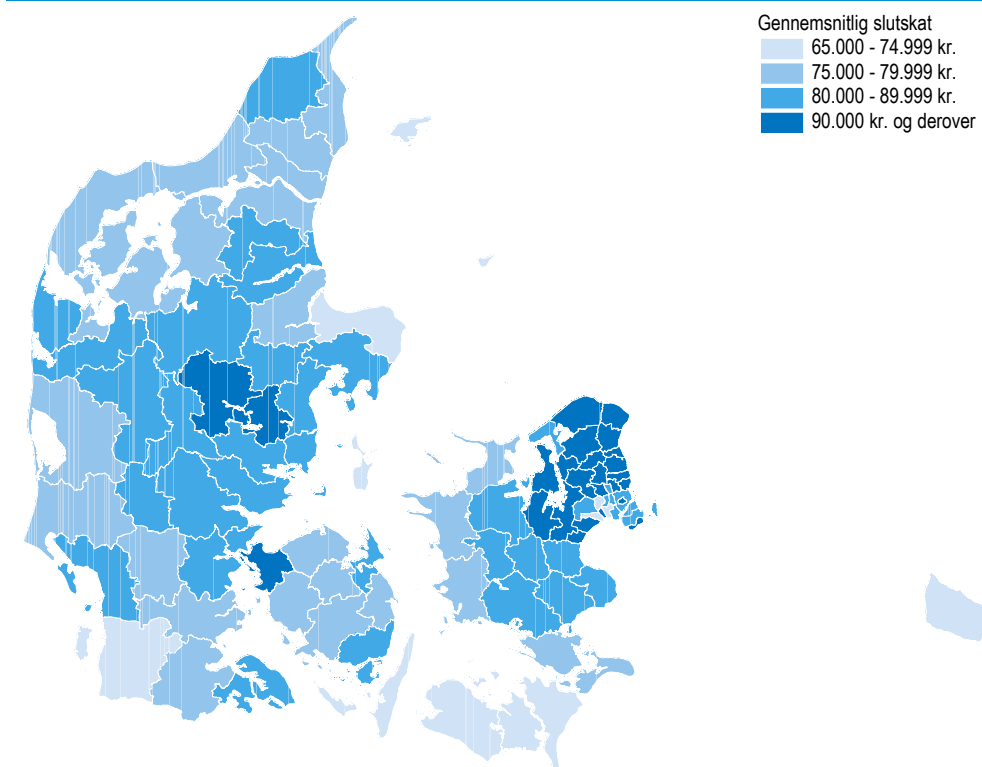 Gennemsnitlig slutskat
65.000 - 74.999 kr.
75.000 - 79.999 kr.
80.000 - 89.999 kr.
90.000 kr. og derover